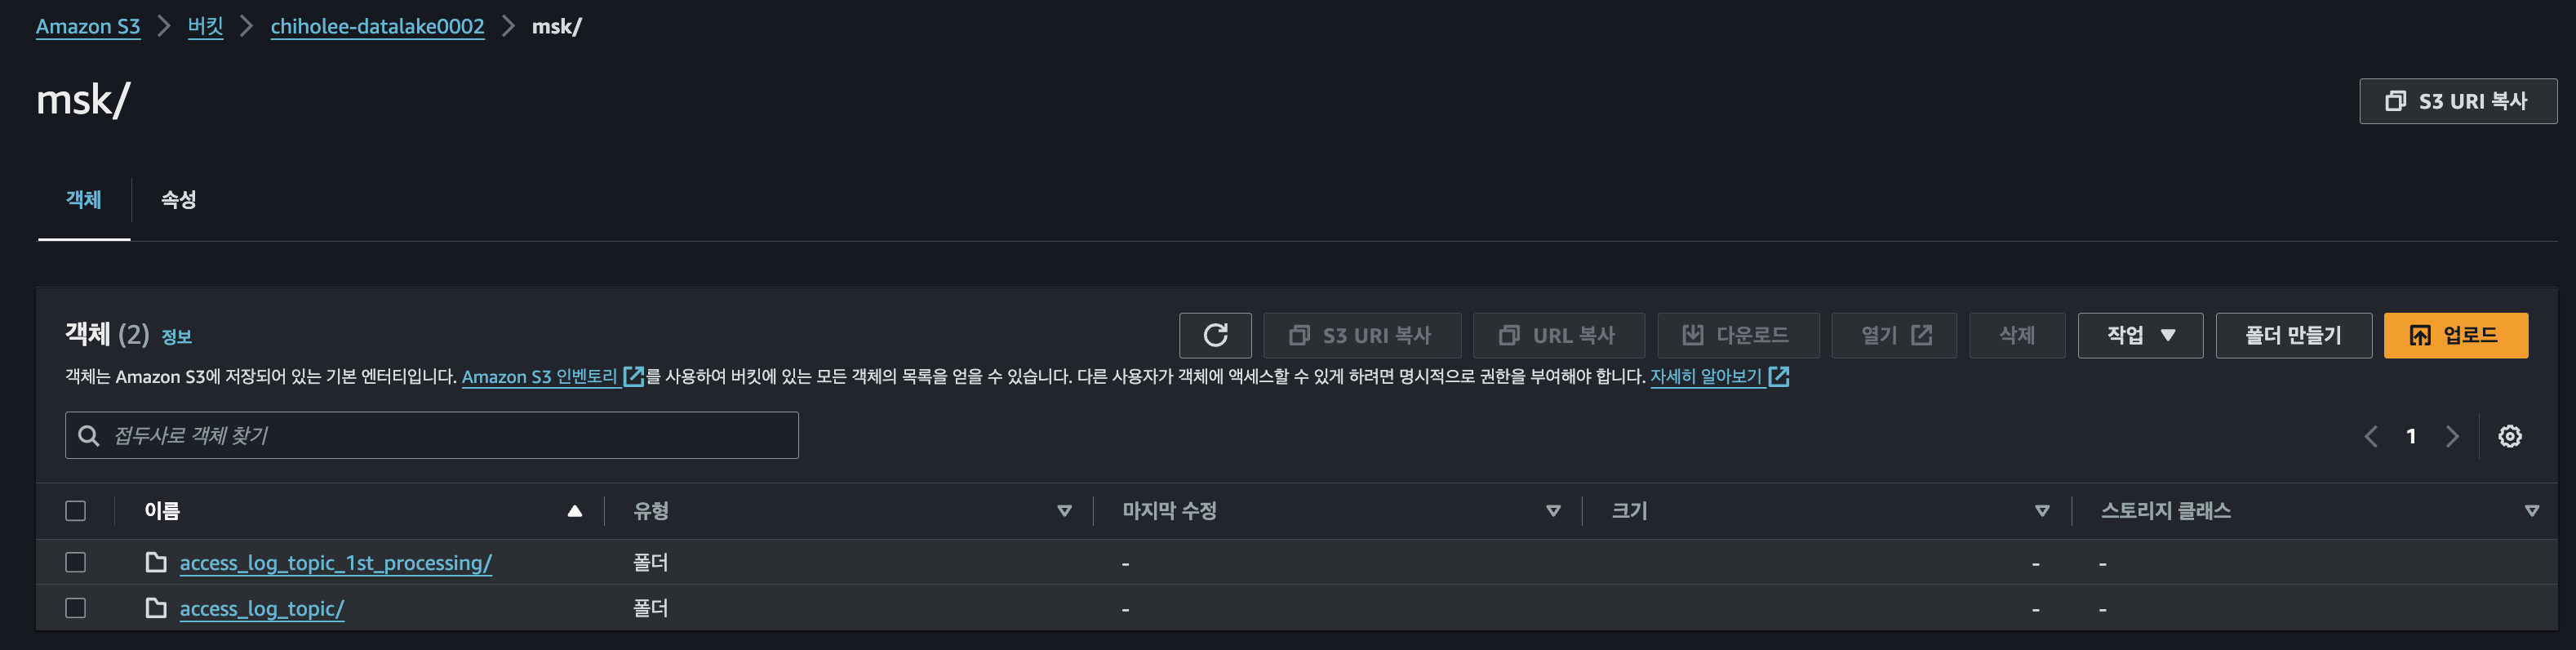 Amazon S3 > 버킷 > chiholee-datalake0002 > msk/
msk/
S3 URI 복사
객체 속성
객체 (2) 정보
S3 URI 복사 URL 복사 다운로드 열기 삭제 작업 폴더 만들기 업로드
객체는 Amazon S3에 저장되어 있는 기본 엔터티입니다. Amazon S3 인벤토리를 사용하여 버킷에 있는 모든 객체의 목록을 얻을 수 있습니다. 다른 사용자가 객체에 액세스할 수 있게 하려면 명시적으로 권한을 부여해야 합니다. 자세히 알아보기
접두사로 객체 찾기
1
이름 유형 마지막 수정 크기 스토리지 클래스
access_log_topic_1st_processing/ 폴더 - - -
access_log_topic/ 폴더 - - -